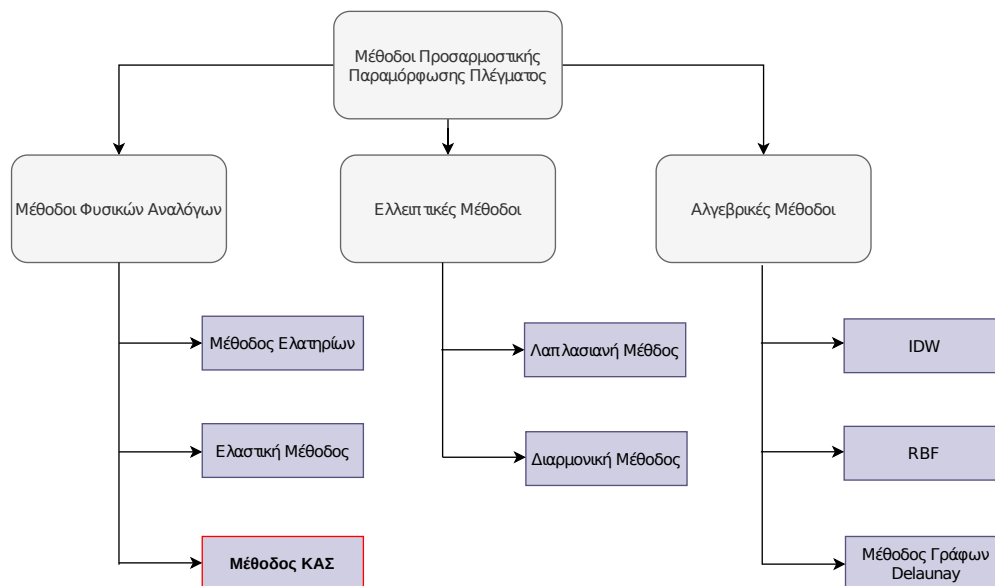 Μέθοδοι Προσαρμοστικής
Παραμόρφωσης Πλέγματος
Μέθοδοι Φυσικών Αναλόγων
Ελλειπτικές Μέθοδοι
Αλγεβρικές Μέθοδοι
Μέθοδος Ελατηρίων
Λαπλασιανή Μέθδος
IDW
Ελαστική Μέθοδος
Διαρμονική Μέθοδος
RBF
Μέθοδος ΚΑΣ
Μέθοδος Γράφων
Delaunay